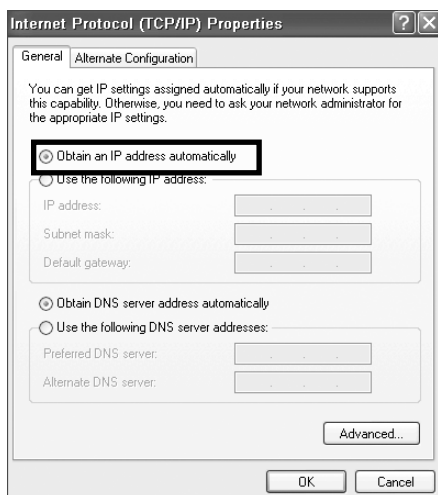 Internet Protocol (TCP/IP) Properties
General
Alternate Configuration
You can get IP settings assigned automatically if your network supports
this capability. Otherwise, you need to ask your network administrator for
the appropriate IP settings.
Obtain an IP address automatically
Use the following IP address:
IP address:
Subnet mask:
Default gateway:
Obtain DNS server address automatically
Use the following DNS server addresses:
Preferred DNS server:
Alternate DNS server:
Advanced...
OK
Cancel